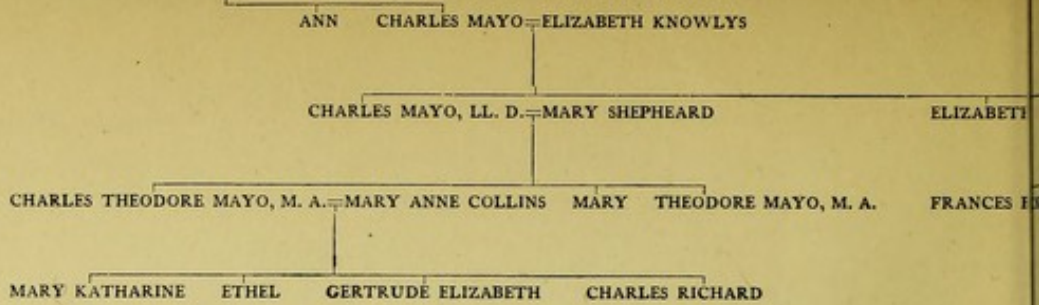 ANN CHARLES MAYO=ELIZABETH KNOWLYS
CHARLES MAYO, LL. D.=MARY SHEPHEARD ELIZABETH
CHARLES THEODORE MAYO, M. A.=MARY ANNE COLLINS MARY THEODORE MAYO, M. A. FRANCES
MARY KATHARINE ETHEL GERTRUDE ELIZABETH CHARLES RICHARD